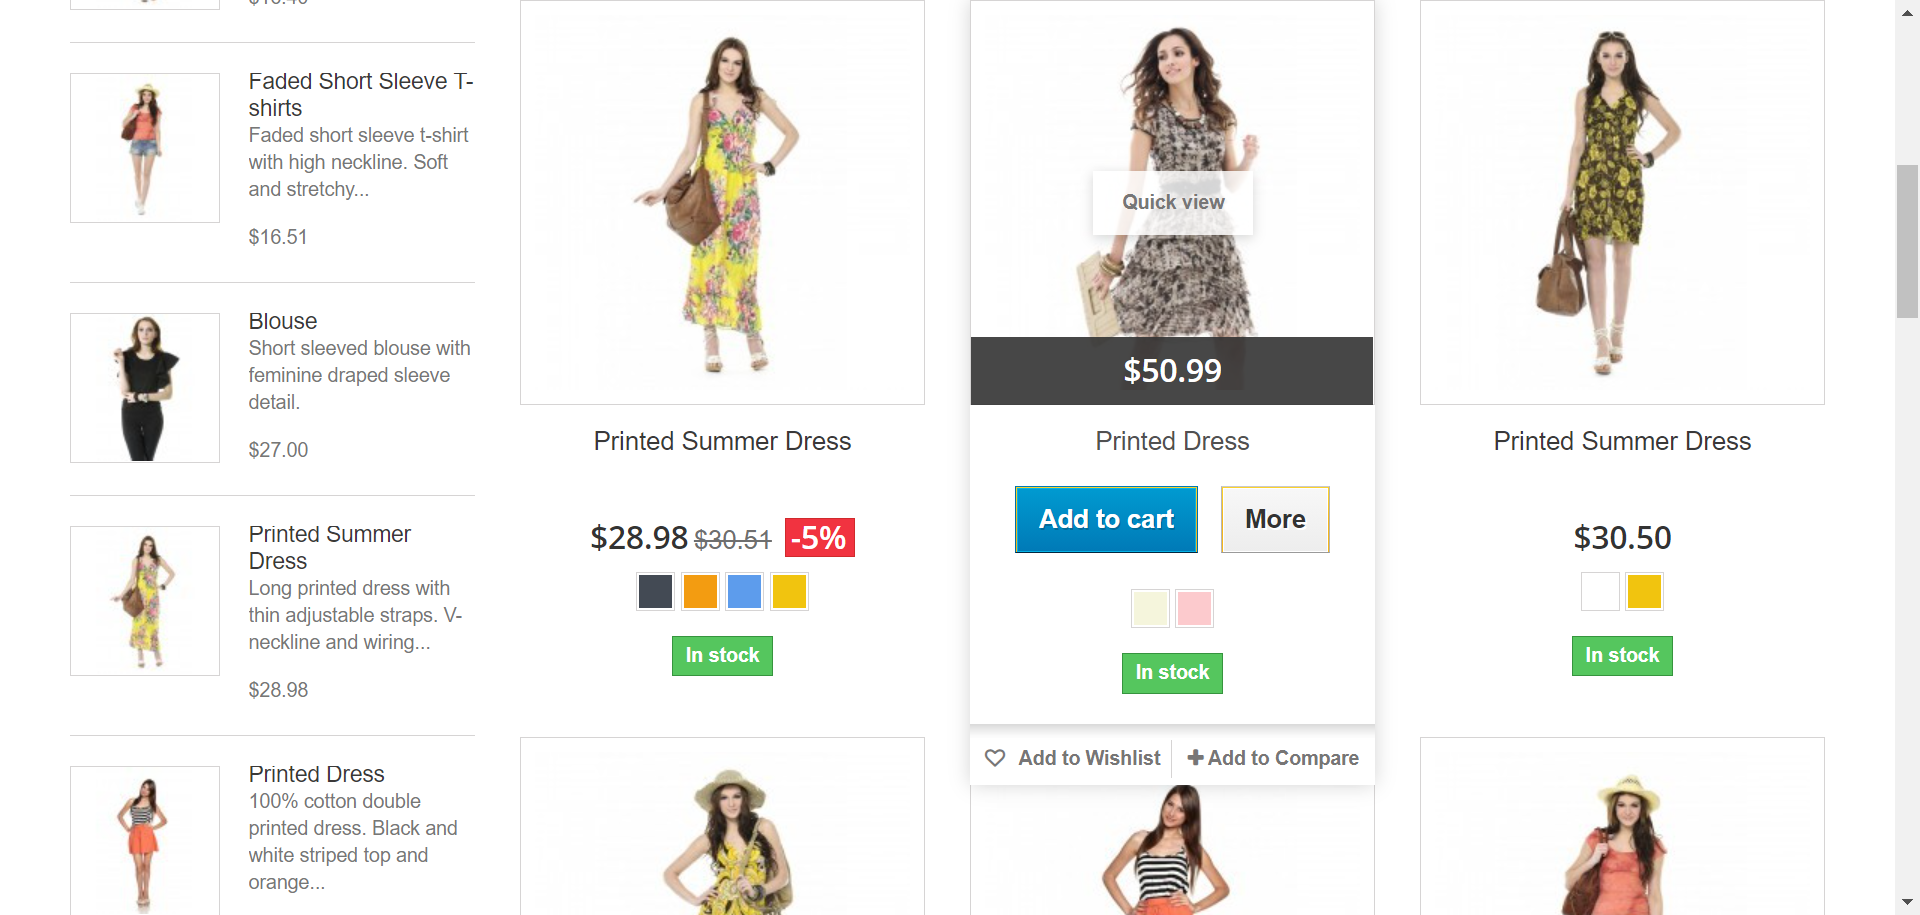 Faded Short Sleeve T-
shirts
Faded short sleeve t-shirt
with high neckline. Soft
and stretchy...
$16.51
Blouse
Short sleeved blouse with
feminine draped sleeve
detail.
$27.00
Printed Summer
Dress
Long printed dress with
thin adjustable straps. V-
neckline and wiring...
$28.98
Printed Dress
100% cotton double
printed dress. Black and
white striped top and
orange...
Printed Summer Dress
$28.98 $30.51 -5%
In stock
Quick view
$50.99
Printed Dress
Add to cart
More
In stock
Add to Wishlist
Add to Compare
Printed Summer Dress
$30.50
In stock